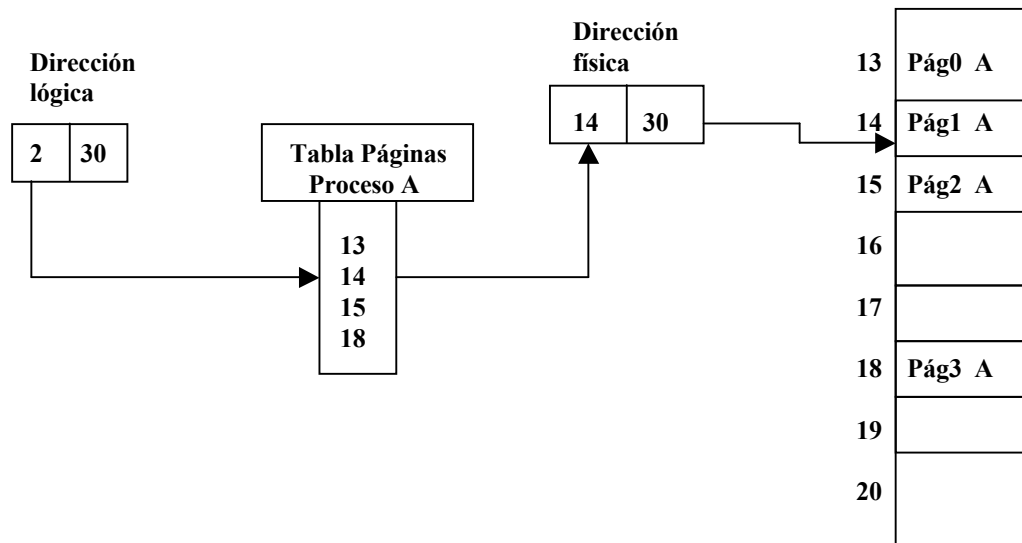 Dirección
lógica
2 30
Tabla Páginas
Proceso A
13
14
15
18
Dirección
física
14 30
13 Pág0 A
14 Pág1 A
15 Pág2 A
16
17
18 Pág3 A
19
20